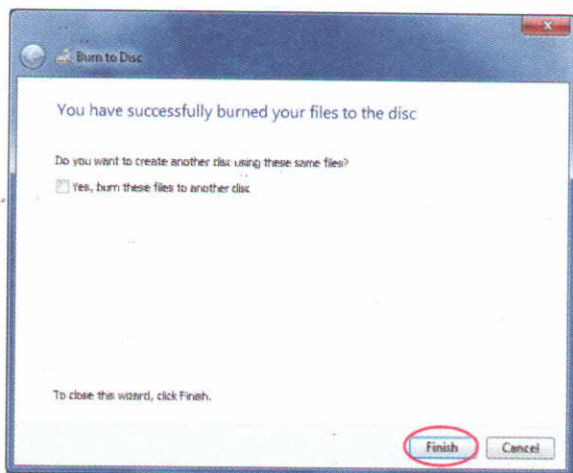 Burn to Disc
You have successfully burned your files to the disc
Do you want to create another disc using these same files?
Yes, burn these files to another disc
To close this wizard, click Finish.
Finish Cancel